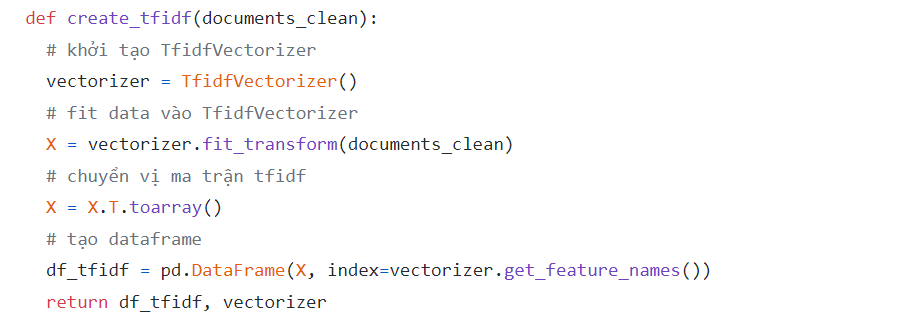 def create_tfidf(documents_clean):
# khởi tạo TfidfVectorizer
vectorizer = TfidfVectorizer()
# fit data vào TfidfVectorizer
X = vectorizer.fit_transform(documents_clean)
# chuyển vị ma trận tfidf
X = X.T.toarray()
# tạo dataframe
df_tfidf = pd.DataFrame(X, index=vectorizer.get_feature_names())
return df_tfidf, vectorizer